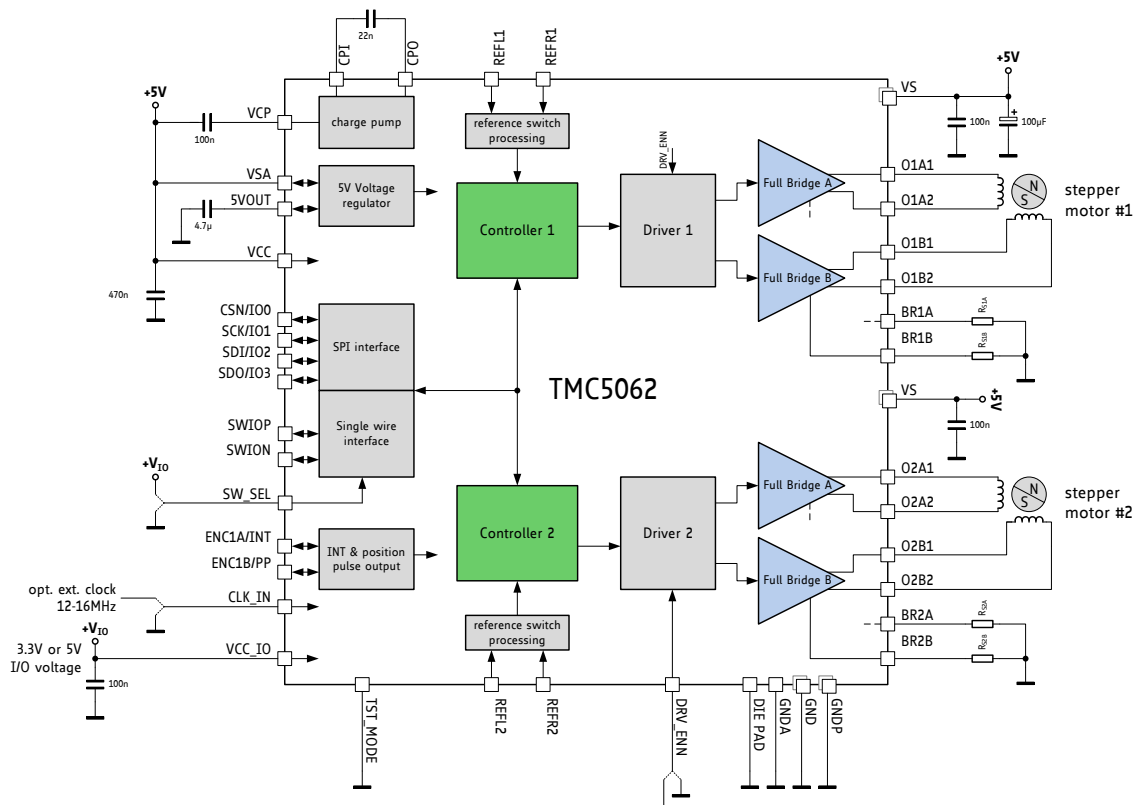 22n
CPI
CPO
REFL1
REFR1
+5V
VCP
100n
charge pump
reference switch
processing
VSA
5VOUT
4.7µ
5V Voltage
regulator
VCC
470n
Controller 1
DRV_ENN
Driver 1
Full Bridge A
Full Bridge B
+5V
VS
100n
100µF
O1A1
O1A2
O1B1
O1B2
N
S
stepper
motor #1
BR1A
BR1B
RS1A
RS1B
CSN/IO0
SCK/IO1
SDI/IO2
SDO/IO3
SPI interface
TMC5062
VS
+5V
100n
SWIOP
SWION
Single wire
interface
+VIO
SW_SEL
Controller 2
Driver 2
Full Bridge A
Full Bridge B
O2A1
O2A2
O2B1
O2B2
N
S
stepper
motor #2
BR2A
BR2B
RS2A
RS2B
ENC1A/INT
ENC1B/PP
INT & position
pulse output
opt. ext. clock
12-16MHz
CLK_IN
+VIO
3.3V or 5V
I/O voltage
VCC_IO
100n
reference switch
processing
TST_MODE
REFL2
REFR2
DRV_ENN
DIE PAD
GNDA
GND
GNDP